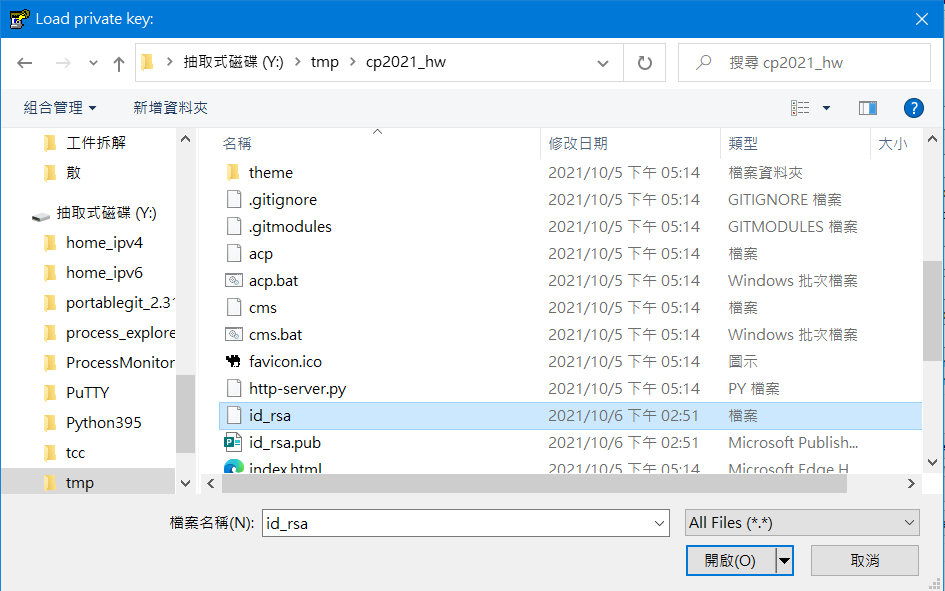 Load private key:
抽取式磁碟 (Y:) > tmp > cp2021_hw
搜尋 cp2021_hw
組合管理 新增資料夾
工件拆解
散
抽取式磁碟 (Y:)
home_ipv4
home_ipv6
portablegit_2.31
process_explore
ProcessMonitor
PuTTY
Python395
tcc
tmp
名稱 修改日期 類型 大小
theme 2021/10/5 下午 05:14 檔案資料夾
.gitignore 2021/10/5 下午 05:14 GITIGNORE 檔案
.gitmodules 2021/10/5 下午 05:14 GITMODULES 檔案
acp 2021/10/5 下午 05:14 檔案
acp.bat 2021/10/5 下午 05:14 Windows 批次檔案
cms 2021/10/5 下午 05:14 檔案
cms.bat 2021/10/5 下午 05:14 Windows 批次檔案
favicon.ico 2021/10/5 下午 05:14 圖示
http-server.py 2021/10/5 下午 05:14 PY 檔案
id_rsa 2021/10/6 下午 02:51 檔案
id_rsa.pub 2021/10/6 下午 02:51 Microsoft Publish...
index.html 2021/10/5 下午 05:14 Microsoft Edge H
檔案名稱(N): id_rsa All Files (*.*)
開啟(O) 取消